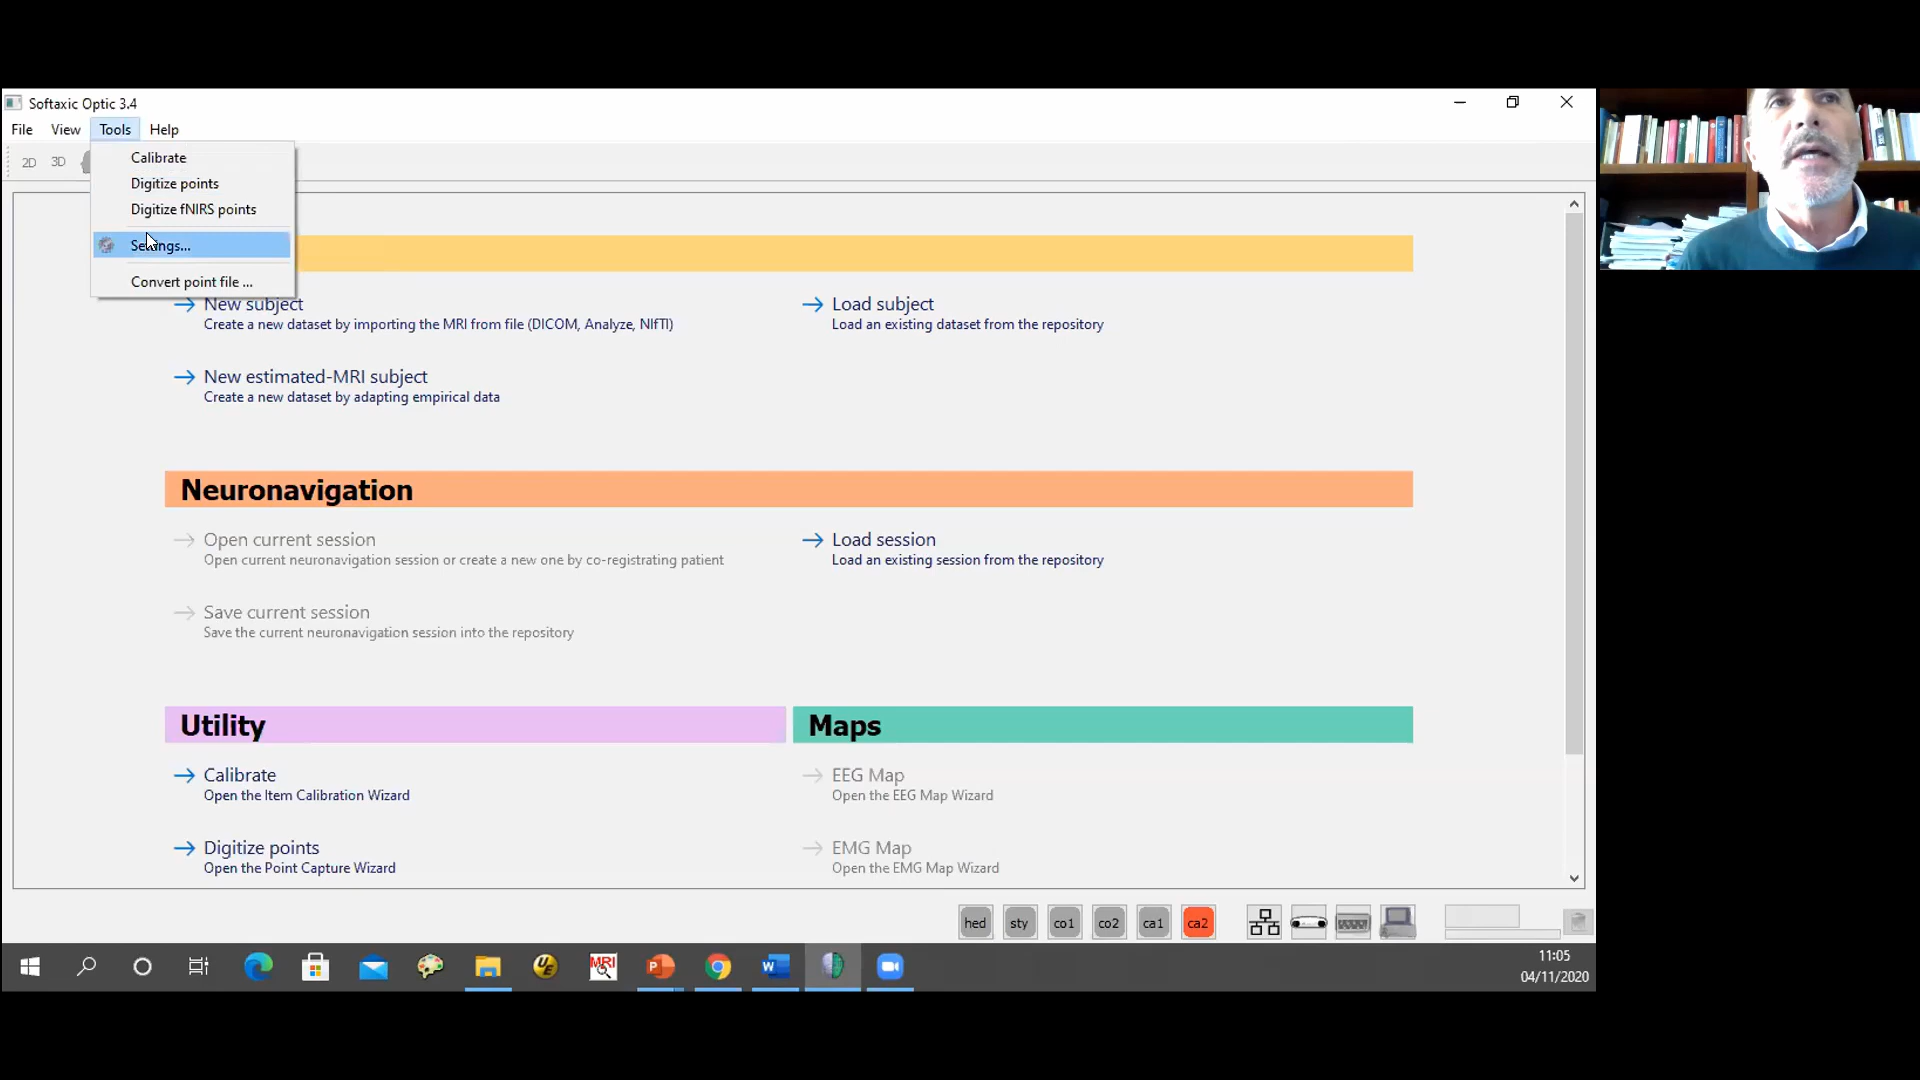 Softaxic Optic 3.4
File View Tools Help
2D 3D
Calibrate
Digitize points
Digitize fNIRS points
Settings...
Convert point file ...
New subject
Create a new dataset by importing the MRI from file (DICOM, Analyze, NIfTI)
Load subject
Load an existing dataset from the repository
New estimated-MRI subject
Create a new dataset by adapting empirical data
Neuronavigation
Open current session
Open current neuronavigation session or create a new one by co-registrating patient
Load session
Load an existing session from the repository
Save current session
Save the current neuronavigation session into the repository
Utility
Maps
Calibrate
Open the Item Calibration Wizard
EEG Map
Open the EEG Map Wizard
Digitize points
Open the Point Capture Wizard
EMG Map
Open the EMG Map Wizard
hed sty co1 co2 ca1 ca2
UE MRI P W
11:05
04/11/2020